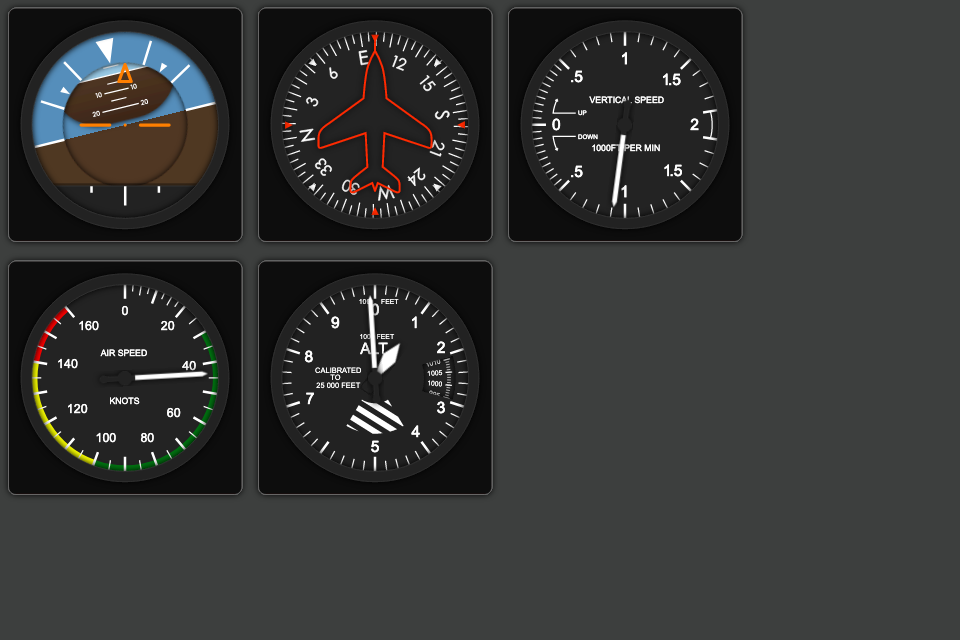 10 10
20 20
E
12
15
S
21
24
W
30
33
N
3
6
1
.5 1.5
VERTICAL SPEED
UP
0 2
DOWN
1000FT PER MIN
.5 1.5
1
0
160 20
AIR SPEED
140 40
KNOTS
120 60
100 80
FEET
0
9 1
100 FEET
ALT
8 2
CALIBRATED
TO
25 000 FEET
1010
1005
1000
7 3
4
5